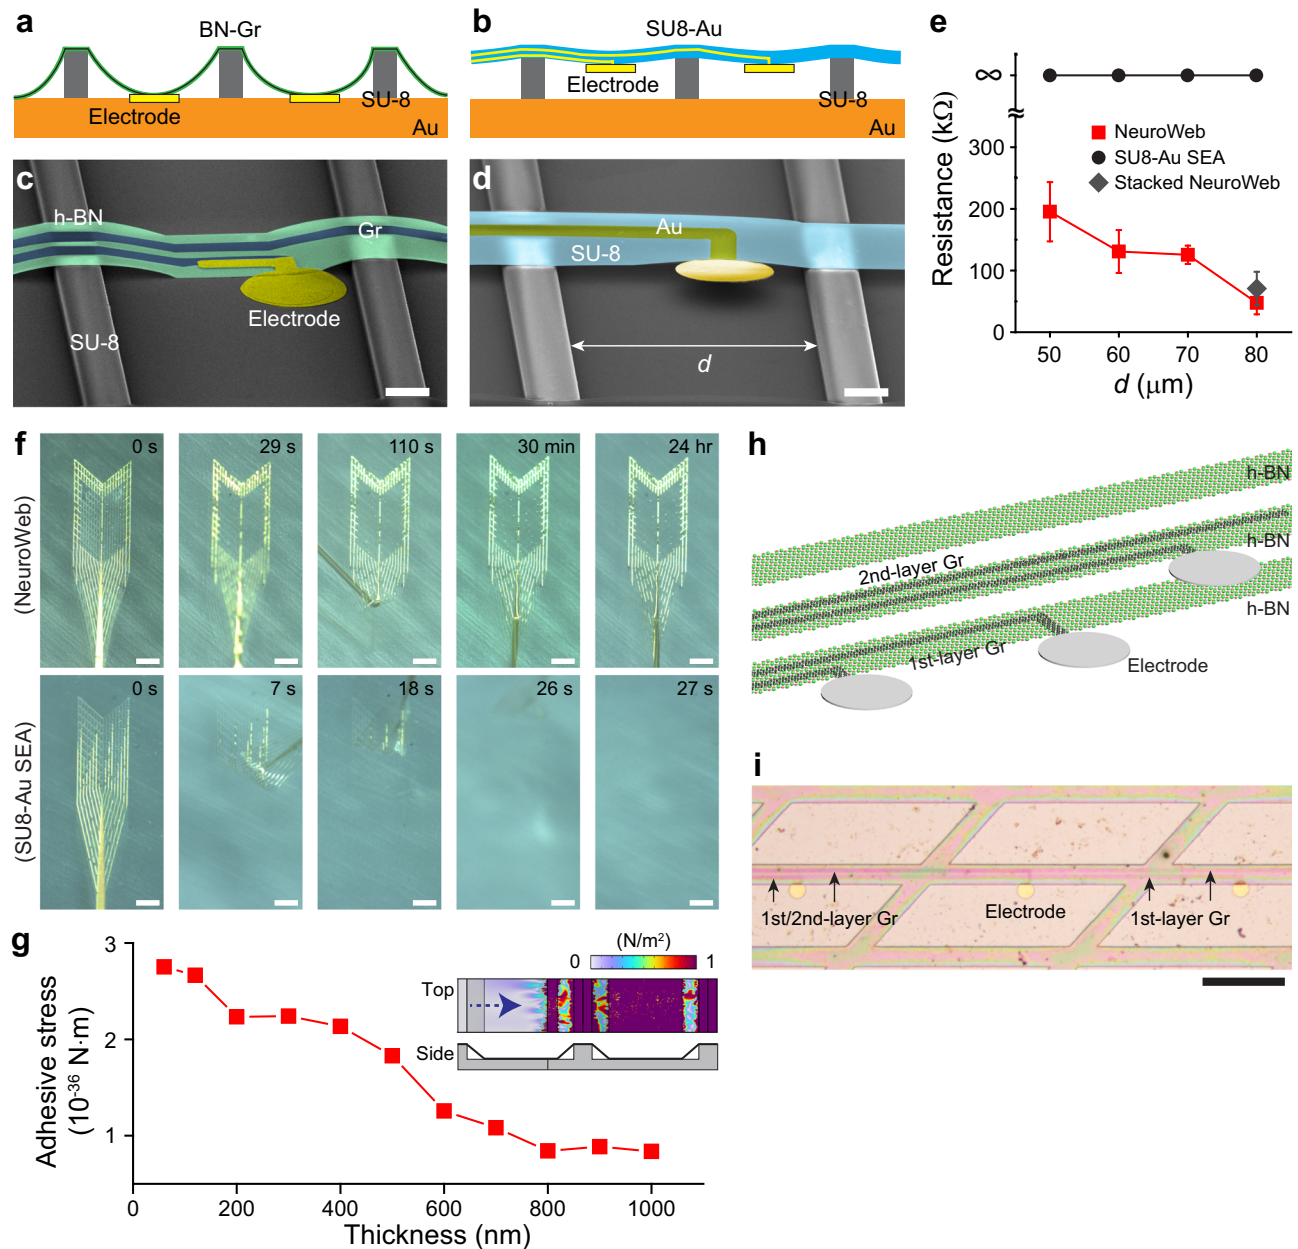 a
BN-Gr
Electrode
SU-8
Au
b
SU8-Au
Electrode
SU-8
Au
c
h-BN
Gr
Electrode
SU-8
d
Au
SU-8
d
e
Resistance (kΩ)
∞
300
200
100
0
NeuroWeb
SU8-Au SEA
Stacked NeuroWeb
50 60 70 80
d (μm)
f
(NeuroWeb)
0 s
29 s
110 s
30 min
24 hr
(SU8-Au SEA)
0 s
7 s
18 s
26 s
27 s
g
Adhesive stress
(10⁻³⁶ N·m)
3
2
1
(N/m²)
0 1
Top
Side
0 200 400 600 800 1000
Thickness (nm)
h
h-BN
h-BN
2nd-layer Gr
h-BN
1st-layer Gr
Electrode
i
1st/2nd-layer Gr
Electrode
1st-layer Gr